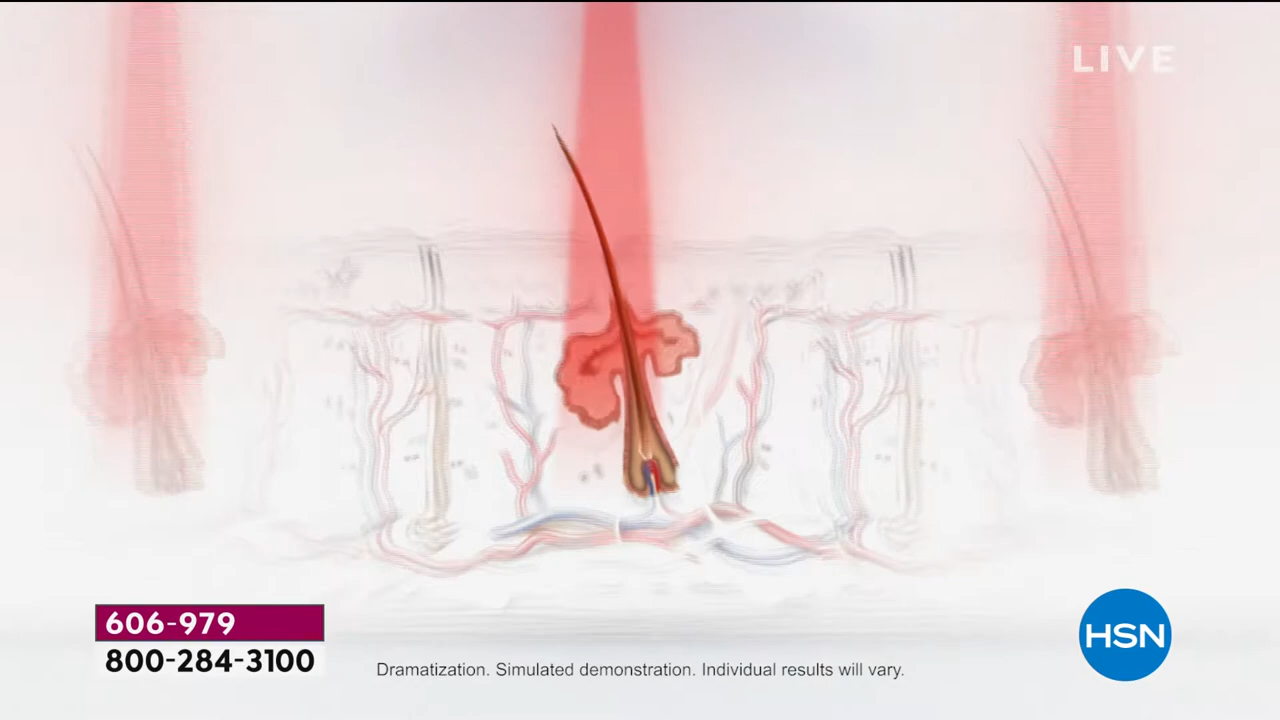 LIVE
606-979
800-284-3100
Dramatization. Simulated demonstration. Individual results will vary.
HSN